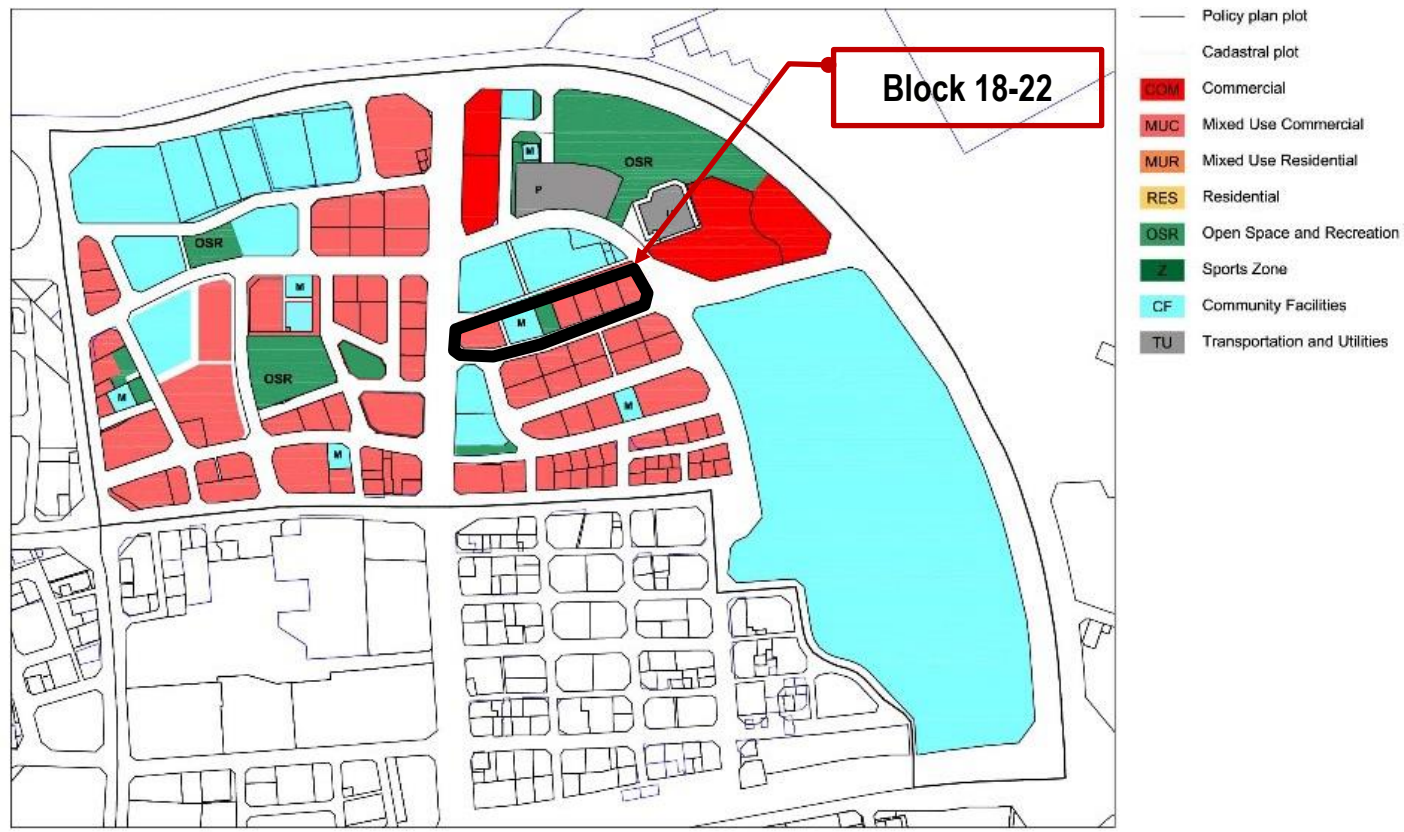 Block 18-22
Policy plan plot
Cadastral plot
COM Commercial
MUC Mixed Use Commercial
MUR Mixed Use Residential
RES Residential
OSR Open Space and Recreation
Z Sports Zone
CF Community Facilities
TU Transportation and Utilities
M
OSR
P
OSR
M
M
OSR
M
M
M